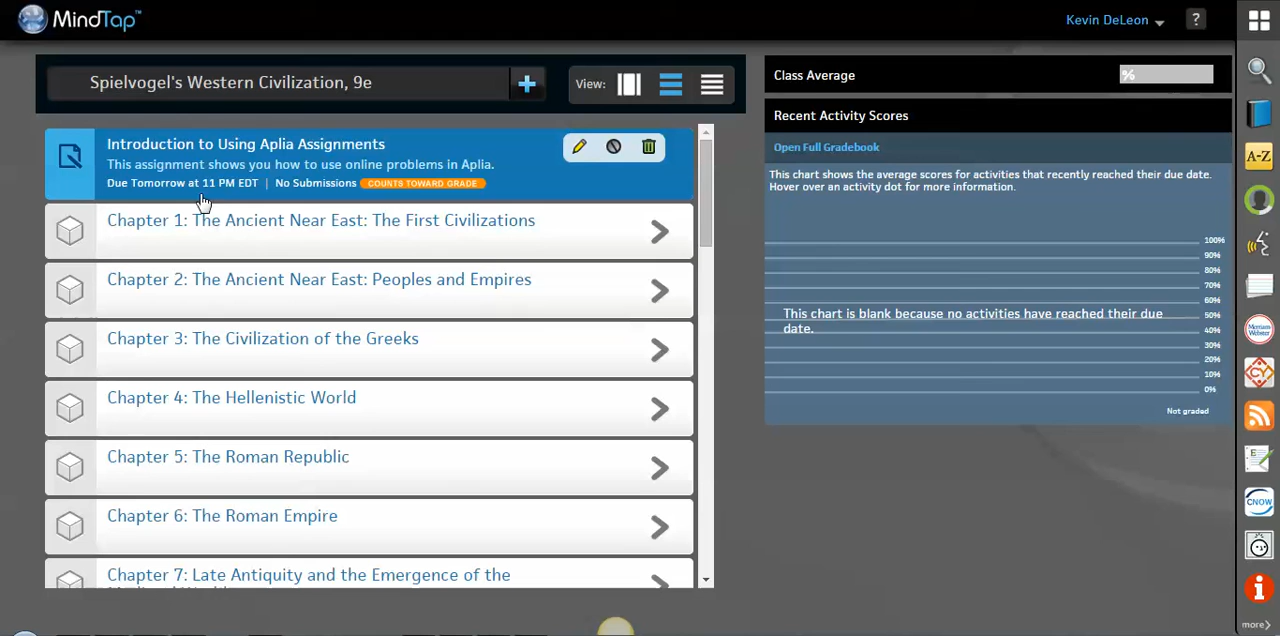 MindTap™
Kevin DeLeon
?
Spielvogel's Western Civilization, 9e
View:
Introduction to Using Aplia Assignments
This assignment shows you how to use online problems in Aplia.
Due Tomorrow at 11 PM EDT | No Submissions COUNTS TOWARD GRADE
Chapter 1: The Ancient Near East: The First Civilizations
Chapter 2: The Ancient Near East: Peoples and Empires
Chapter 3: The Civilization of the Greeks
Chapter 4: The Hellenistic World
Chapter 5: The Roman Republic
Chapter 6: The Roman Empire
Chapter 7: Late Antiquity and the Emergence of the
Class Average
%
Recent Activity Scores
Open Full Gradebook
This chart shows the average scores for activities that recently reached their due date.
Hover over an activity dot for more information.
100%
90%
80%
70%
60%
50%
40%
30%
20%
10%
0%
This chart is blank because no activities have reached their due
date.
Not graded
A-Z
Merriam
Webster
CY
E
CNOW
more>